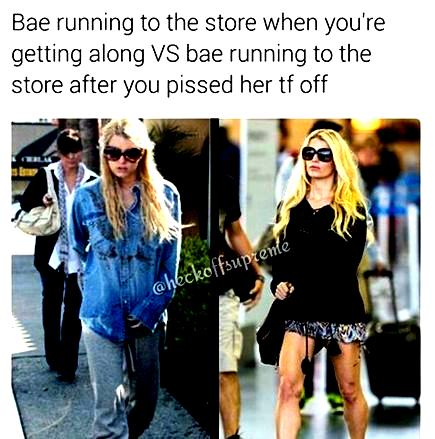 Bae running to the store when you're
getting along VS bae running to the
store after you pissed her tf off
@heckoffsupreme